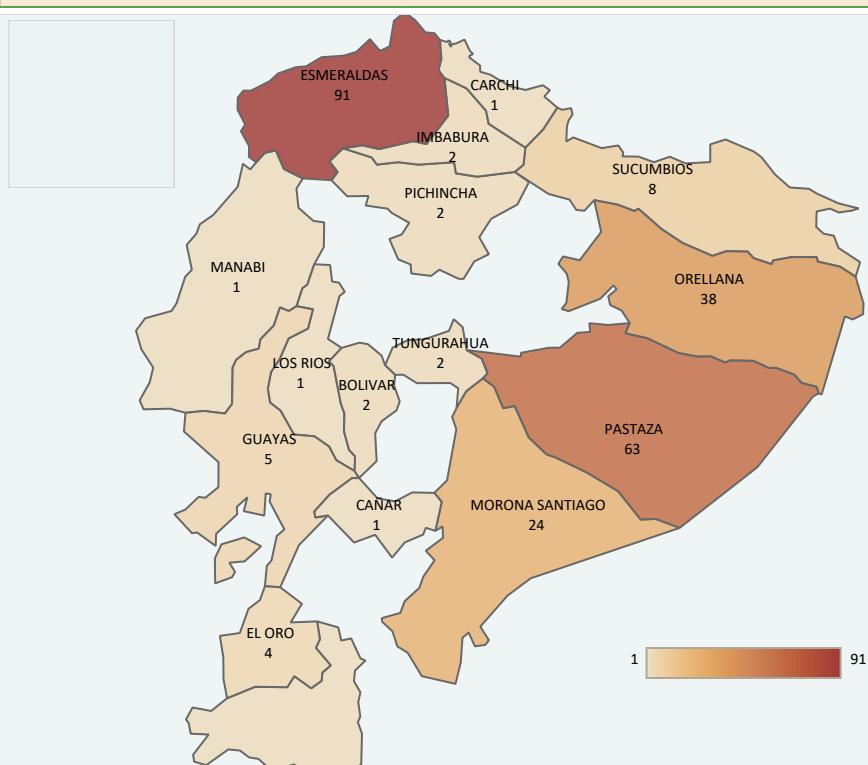 ESMERALDAS
91
CARCHI
1
IMBABURA
2
SUCUMBIOS
8
PICHINCHA
2
MANABI
1
ORELLANA
38
TUNGURAHUA
2
LOS RIOS
1
BOLIVAR
2
PASTAZA
63
GUAYAS
5
CAÑAR
1
MORONA SANTIAGO
24
EL ORO
4
1 91